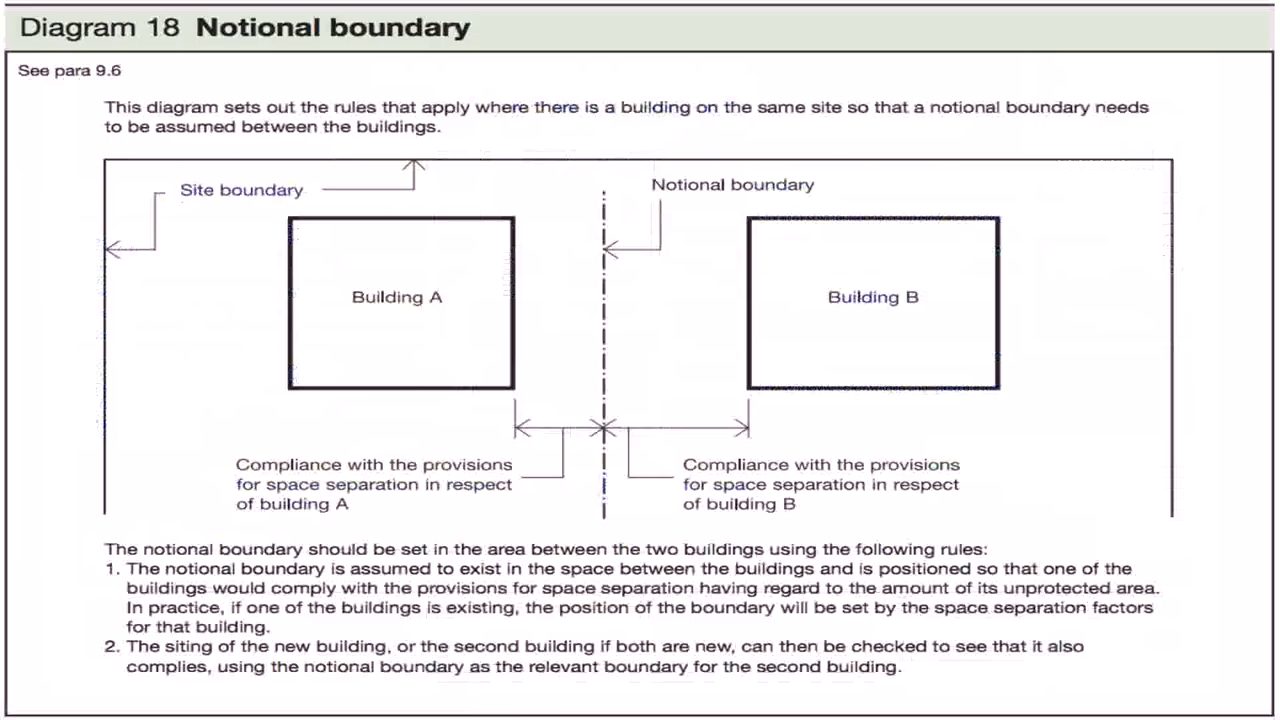 Diagram 18 Notional boundary
See para 9.6
This diagram sets out the rules that apply where there is a building on the same site so that a notional boundary needs
to be assumed between the buildings.
Site boundary
Notional boundary
Building A
Building B
Compliance with the provisions
for space separation in respect
of building A
Compliance with the provisions
for space separation in respect
of building B
The notional boundary should be set in the area between the two buildings using the following rules:
1. The notional boundary is assumed to exist in the space between the buildings and is positioned so that one of the
buildings would comply with the provisions for space separation having regard to the amount of its unprotected area.
In practice, if one of the buildings is existing, the position of the boundary will be set by the space separation factors
for that building.
2. The siting of the new building, or the second building if both are new, can then be checked to see that it also
complies, using the notional boundary as the relevant boundary for the second building.